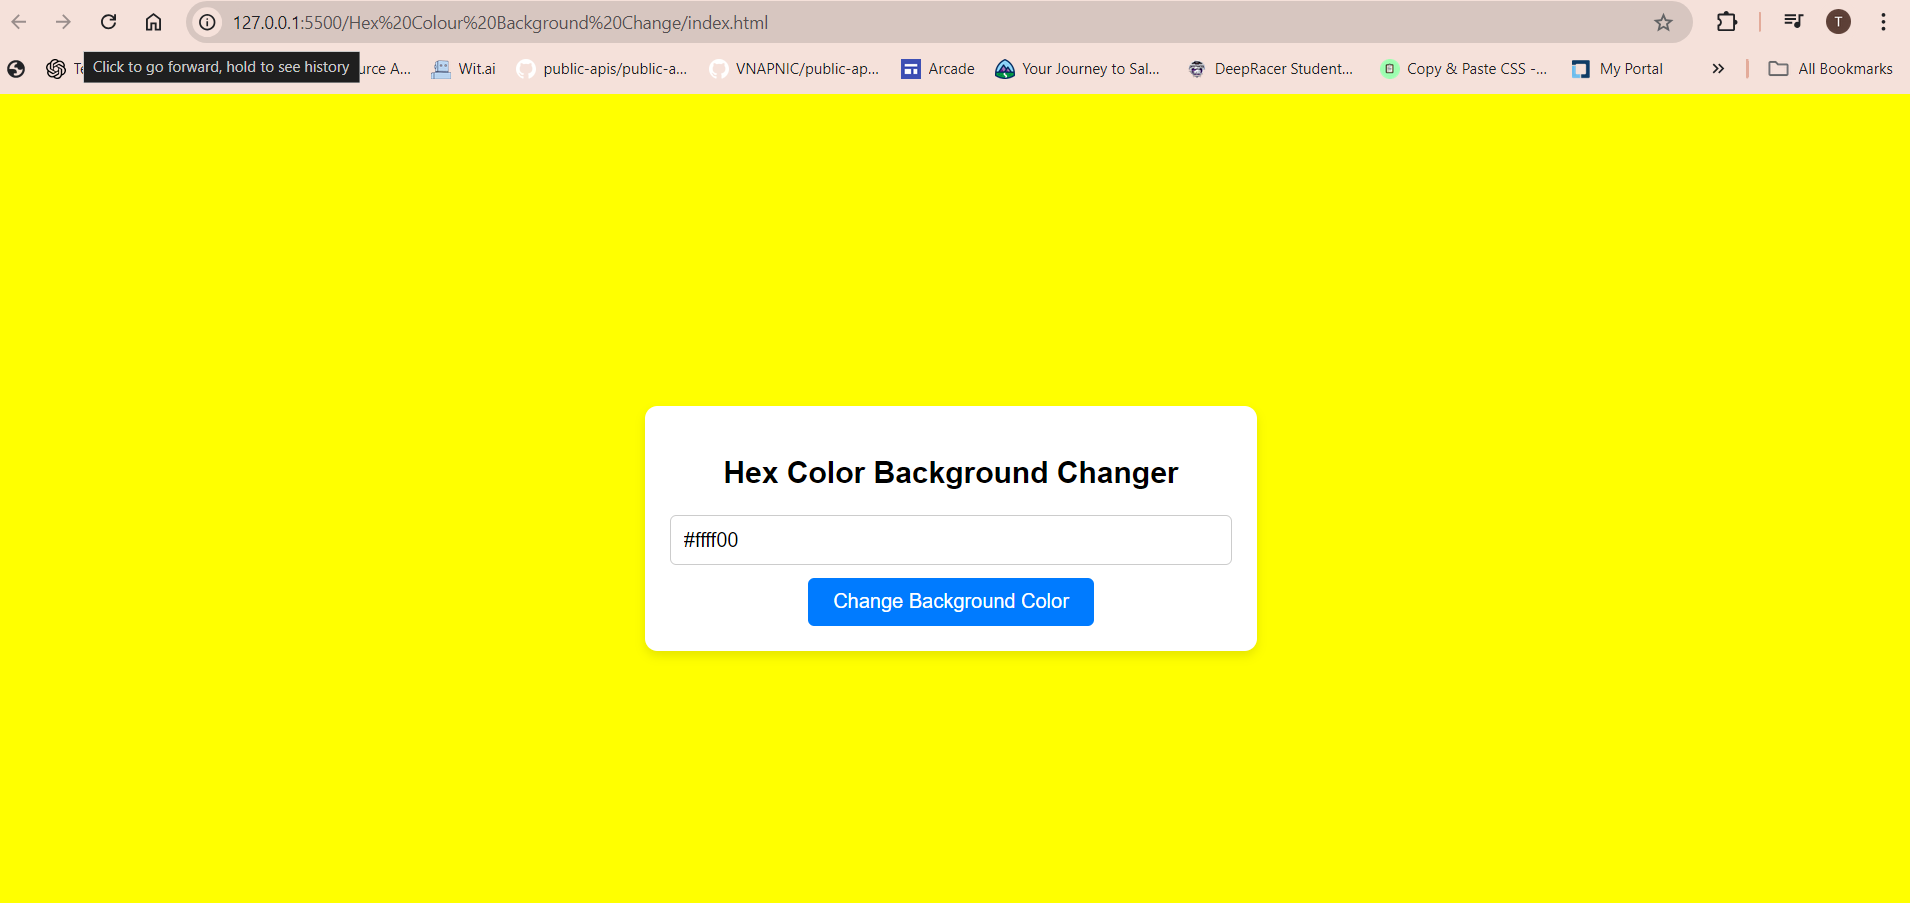 127.0.0.1:5500/Hex%20Colour%20Background%20Change/index.html
T
Click to go forward, hold to see history
urce A...
Wit.ai
public-apis/public-a...
VNAPNIC/public-ap...
Arcade
Your Journey to Sal...
DeepRacer Student...
Copy & Paste CSS -...
My Portal
All Bookmarks
Hex Color Background Changer
#ffff00
Change Background Color